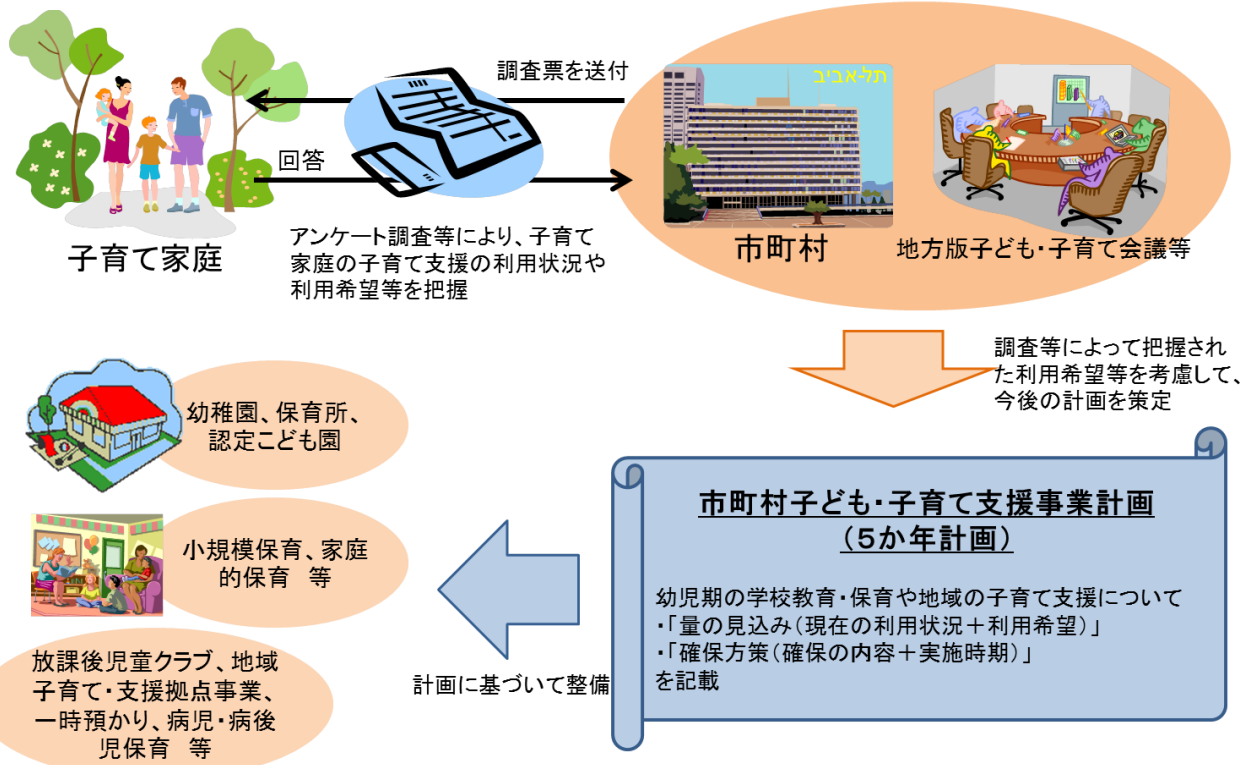 調査票を送付
תל-אביב
回答
子育て家庭
アンケート調査等により、子育て
家庭の子育て支援の利用状況や
利用希望等を把握
市町村
地方版子ども・子育て会議等
調査等によって把握され
た利用希望等を考慮して、
今後の計画を策定
市町村子ども・子育て支援事業計画
(5か年計画)
幼児期の学校教育・保育や地域の子育て支援について
・「量の見込み(現在の利用状況+利用希望)」
・「確保方策(確保の内容+実施時期)」
を記載
計画に基づいて整備
幼稚園、保育所、
認定こども園
小規模保育、家庭
的保育 等
放課後児童クラブ、地域
子育て・支援拠点事業、
一時預かり、病児・病後
児保育 等